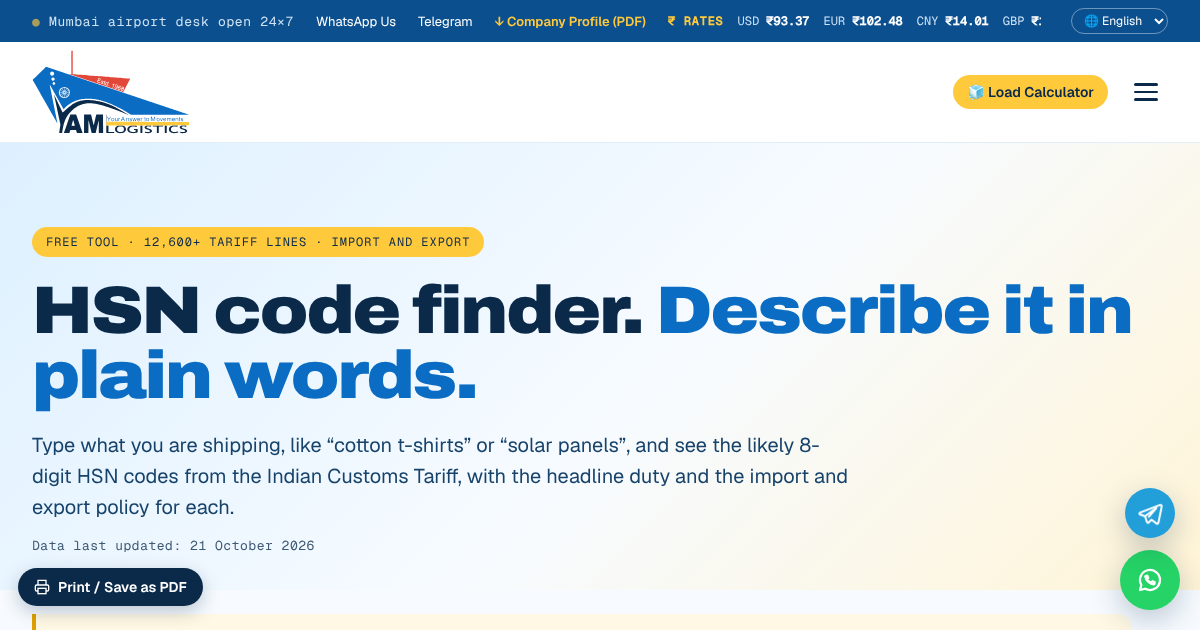 Mumbai airport desk open 24×7 WhatsApp Us Telegram ↓ Company Profile (PDF) ₹ RATES USD ₹93.37 EUR ₹102.48 CNY ₹14.01 GBP English
Estd. 1968
Your Answer to Movements
AM LOGISTICS
Load Calculator
FREE TOOL · 12,600+ TARIFF LINES · IMPORT AND EXPORT
HSN code finder. Describe it in
plain words.
Type what you are shipping, like “cotton t-shirts” or “solar panels”, and see the likely 8-
digit HSN codes from the Indian Customs Tariff, with the headline duty and the import and
export policy for each.
Data last updated: 21 October 2026
Print / Save as PDF